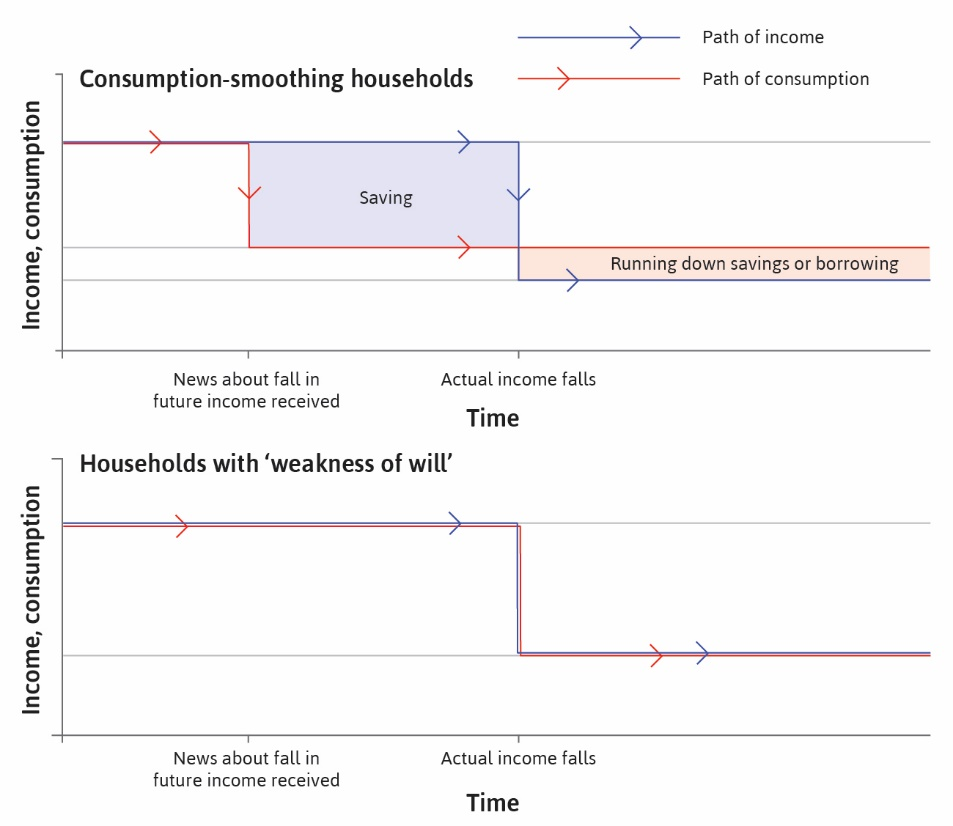 Path of income
Path of consumption
Consumption-smoothing households
Income, consumption
Saving
Running down savings or borrowing
News about fall in
future income received
Actual income falls
Time
Households with ‘weakness of will’
Income, consumption
News about fall in
future income received
Actual income falls
Time